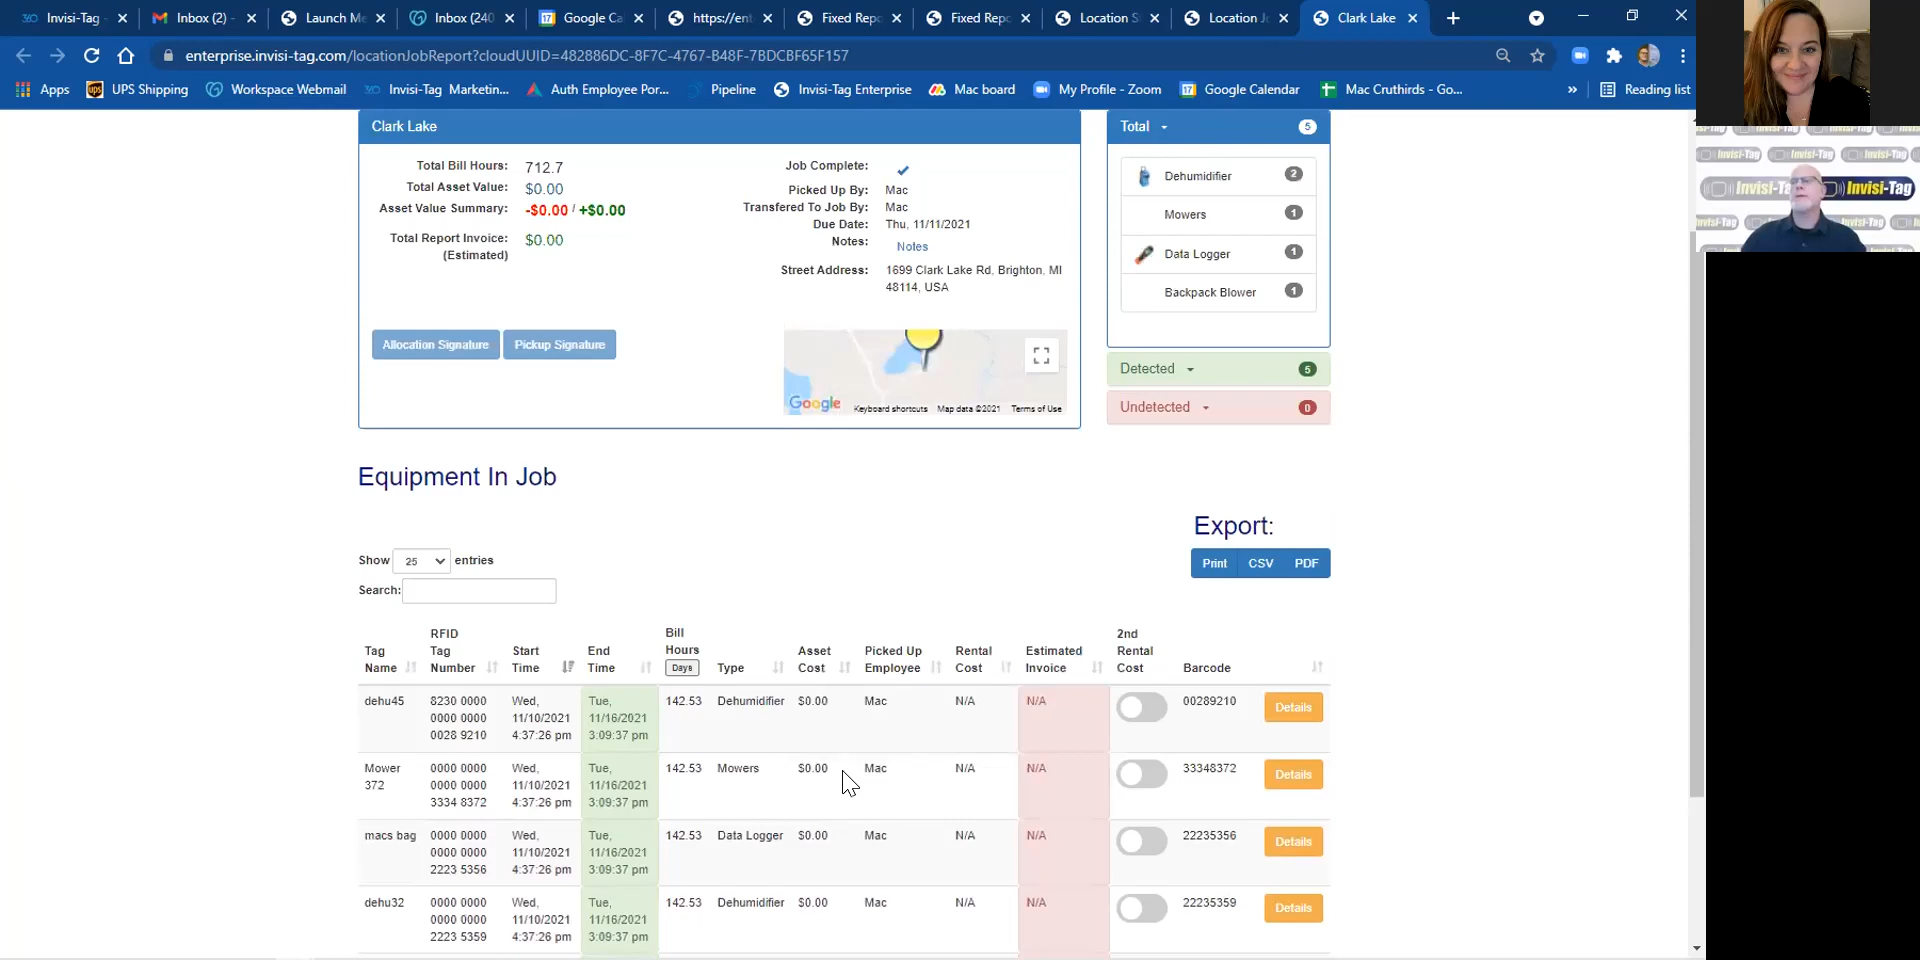 Invisi-Tag
Inbox (2) -
Launch Me
Inbox (240
Google Ca
https://ent
Fixed Repo
Fixed Repo
Location S
Location J
Clark Lake
enterprise.invisi-tag.com/locationJobReport?cloudUUID=482886DC-8F7C-4767-B48F-7BDCBF65F157
Apps
UPS Shipping
Workspace Webmail
Invisi-Tag Marketin...
Auth Employee Por...
Pipeline
Invisi-Tag Enterprise
Mac board
My Profile - Zoom
Google Calendar
Mac Cruthirds - Go...
»
Reading list
Clark Lake
Total Bill Hours: 712.7
Total Asset Value: $0.00
Asset Value Summary: -$0.00 / +$0.00
Total Report Invoice: $0.00
(Estimated)
Job Complete:
Picked Up By: Mac
Transfered To Job By: Mac
Due Date: Thu, 11/11/2021
Notes: Notes
Street Address: 1699 Clark Lake Rd, Brighton, MI
48114, USA
Allocation Signature
Pickup Signature
Google
Keyboard shortcuts
Map data ©2021
Terms of Use
Total 5
Dehumidifier 2
Mowers 1
Data Logger 1
Backpack Blower 1
Detected 5
Undetected 0
Invisi-Tag
Invisi-Tag
Equipment In Job
Export:
Print CSV PDF
Show 25 entries
Search:
Tag Name
RFID Tag Number
Start Time
End Time
Bill Hours
Days
Type
Asset Cost
Picked Up Employee
Rental Cost
Estimated Invoice
2nd Rental Cost
Barcode
dehu45 8230 0000 Wed, Tue, 142.53 Dehumidifier $0.00 Mac N/A N/A 00289210 Details
0000 0000 11/10/2021 11/16/2021
0028 9210 4:37:26 pm 3:09:37 pm
Mower 0000 0000 Wed, Tue, 142.53 Mowers $0.00 Mac N/A N/A 33348372 Details
372 0000 0000 11/10/2021 11/16/2021
3334 8372 4:37:26 pm 3:09:37 pm
macs bag 0000 0000 Wed, Tue, 142.53 Data Logger $0.00 Mac N/A N/A 22235356 Details
0000 0000 11/10/2021 11/16/2021
2223 5356 4:37:26 pm 3:09:37 pm
dehu32 0000 0000 Wed, Tue, 142.53 Dehumidifier $0.00 Mac N/A N/A 22235359 Details
0000 0000 11/10/2021 11/16/2021
2223 5359 4:37:26 pm 3:09:37 pm